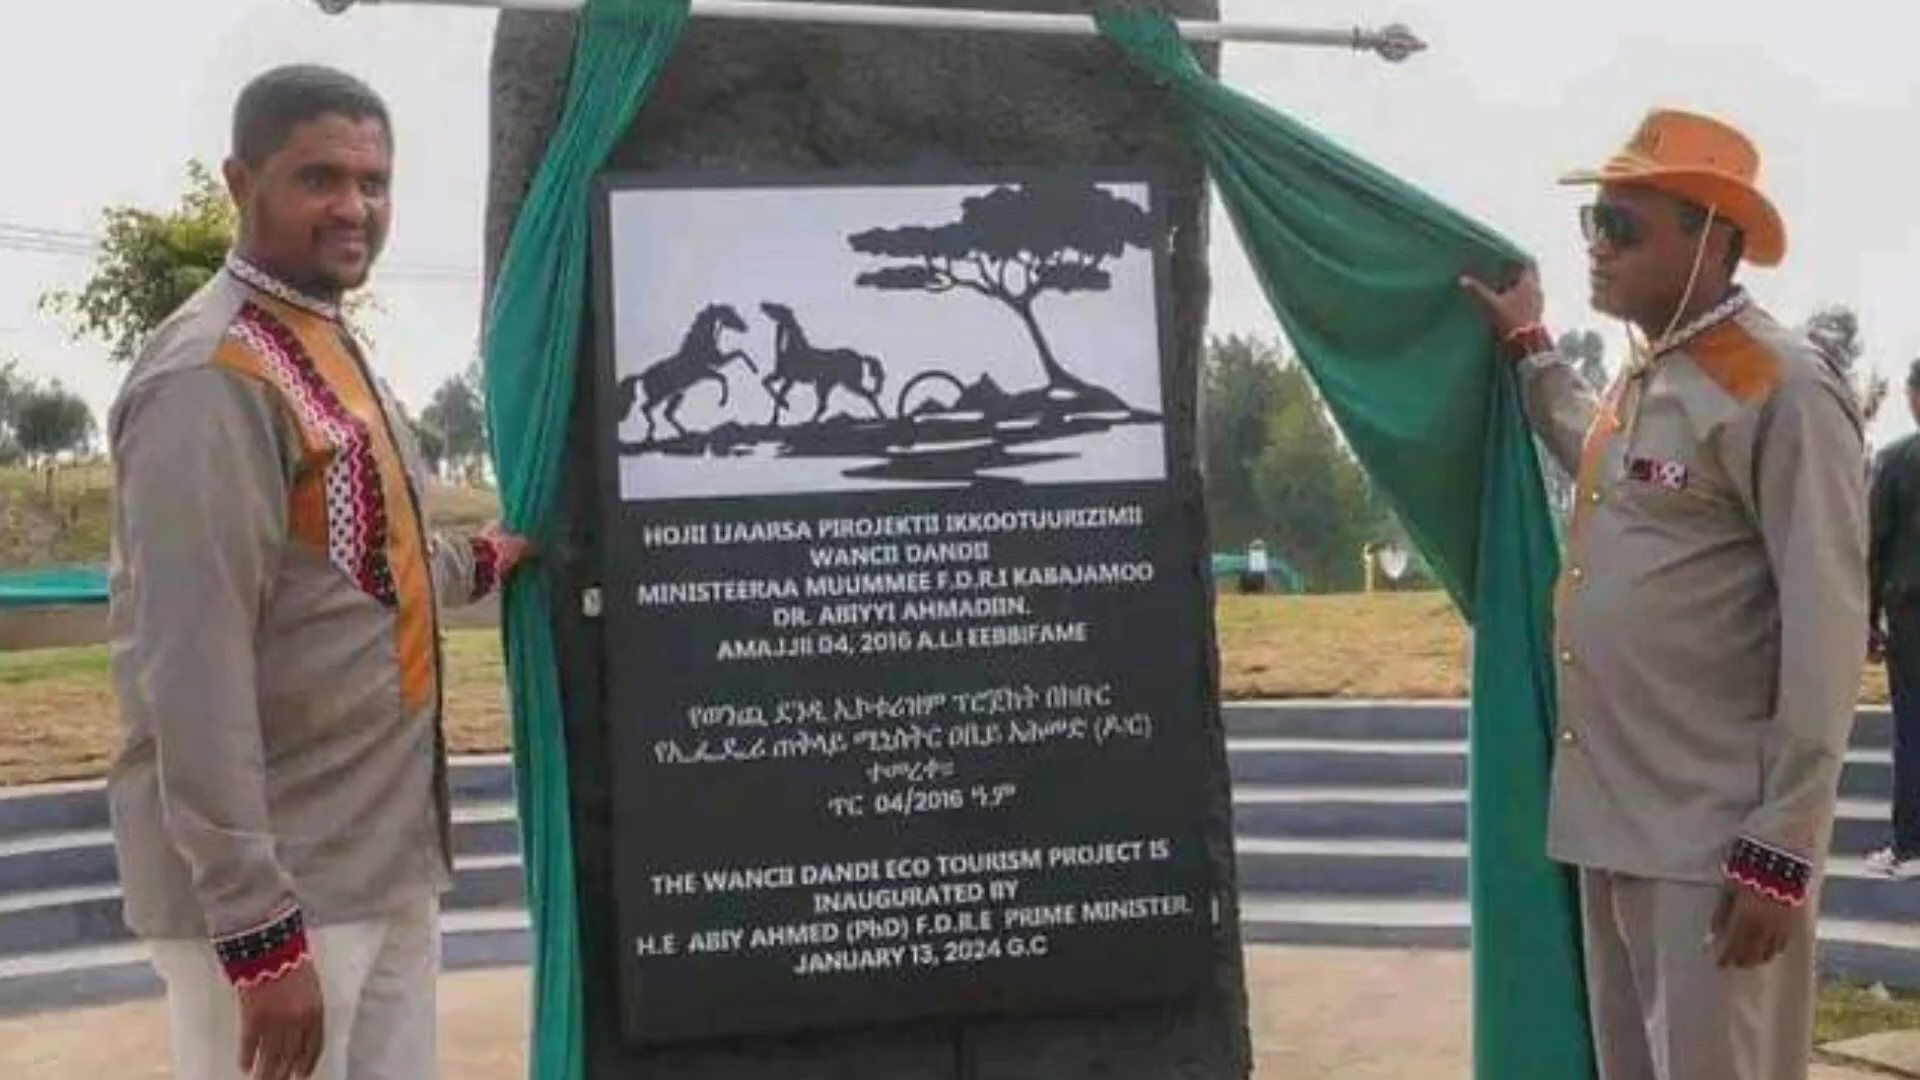 HOJII IJAARSA PIROJEKTII IKKOOTUURIZIMII
WANCII DANDII
MINISTEERAA MUUMMEE F.D.R.I KABAJAMOO
DR. ABIYYI AHMADIIN.
AMAJJII 04, 2016 A.L.I EEBBIFAME
የወንጪ ደንዲ ኢኮቱሪዝም ፕሮጀክት በክቡር
የኢ.ፌ.ዴ.ሪ ጠቅላይ ሚኒስትር ዐቢይ አሕመድ (ዶ/ር)
ተመረቀ።
ጥር 04/2016 ዓ.ም
THE WANCII DANDI ECO TOURISM PROJECT IS
INAUGURATED BY
H.E ABIY AHMED (PhD) F.D.R.E PRIME MINISTER
JANUARY 13, 2024 G.C